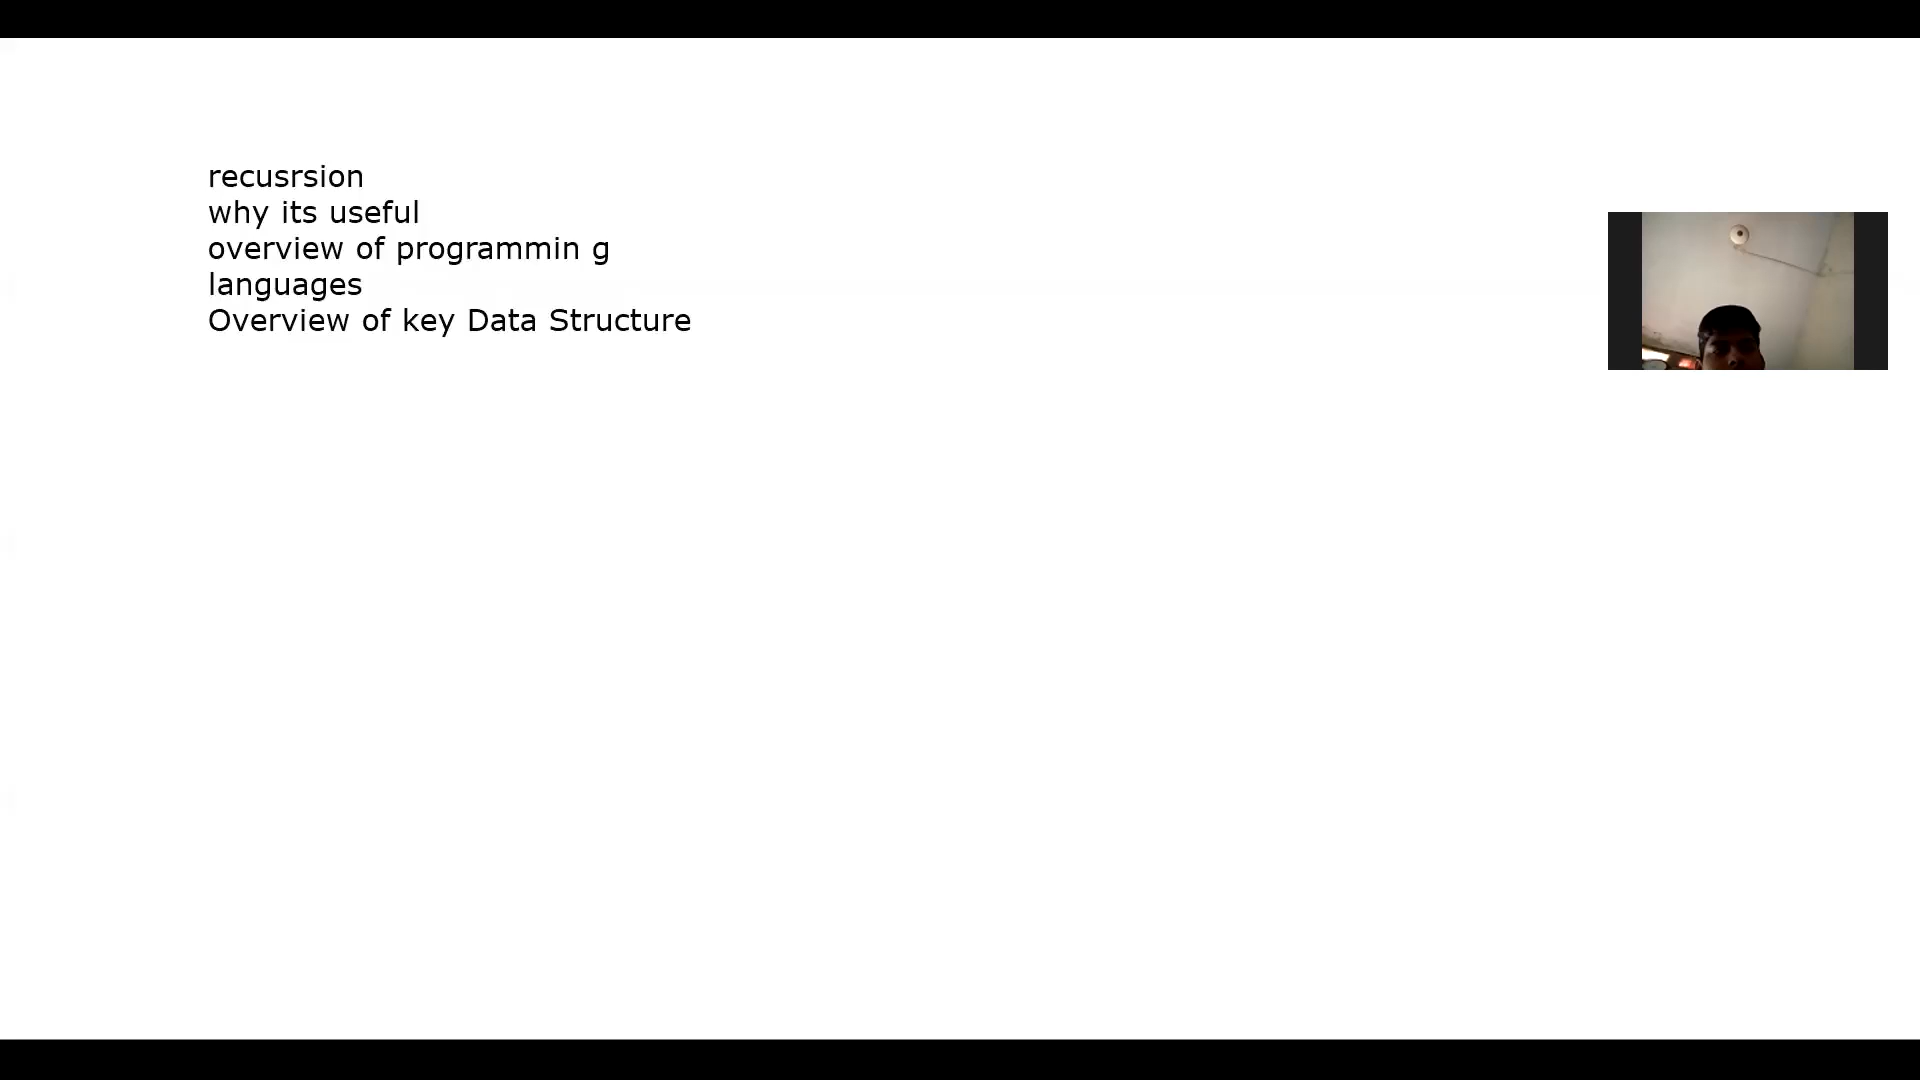 recusrsion
why its useful
overview of programmin g
languages
Overview of key Data Structure